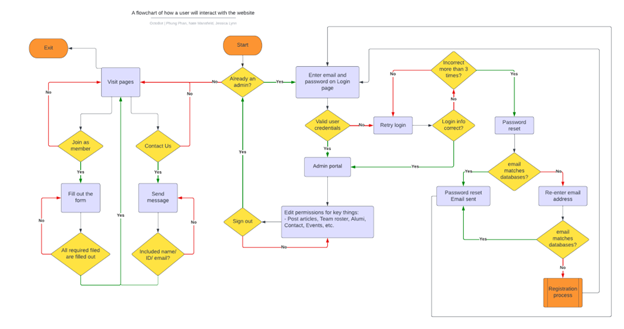 A flowchart of how a user will interact with the website
Start
Exit
Visit pages
No
Already an
admin?
Yes
Enter email and
password on Login
page
Incorrect
more than 3
times?
No
Yes
No
No
No
Join as
member
Contact Us
Valid user
credentials
No
Retry login
Login info
correct?
Password
reset
Yes
Yes
Yes
Yes
Yes
Admin portal
Yes
email
matches
databases?
No
Fill out the
form
Send
message
Password reset
Email sent
Re-enter email
address
No
No
Sign out
Edit permissions for key things:
- Post articles, Team roster, Alumi,
Contact, Events, etc.
No
Yes
email
matches
databases?
All required filed
are filled out
Included name/
ID/ email?
No
Registration
process